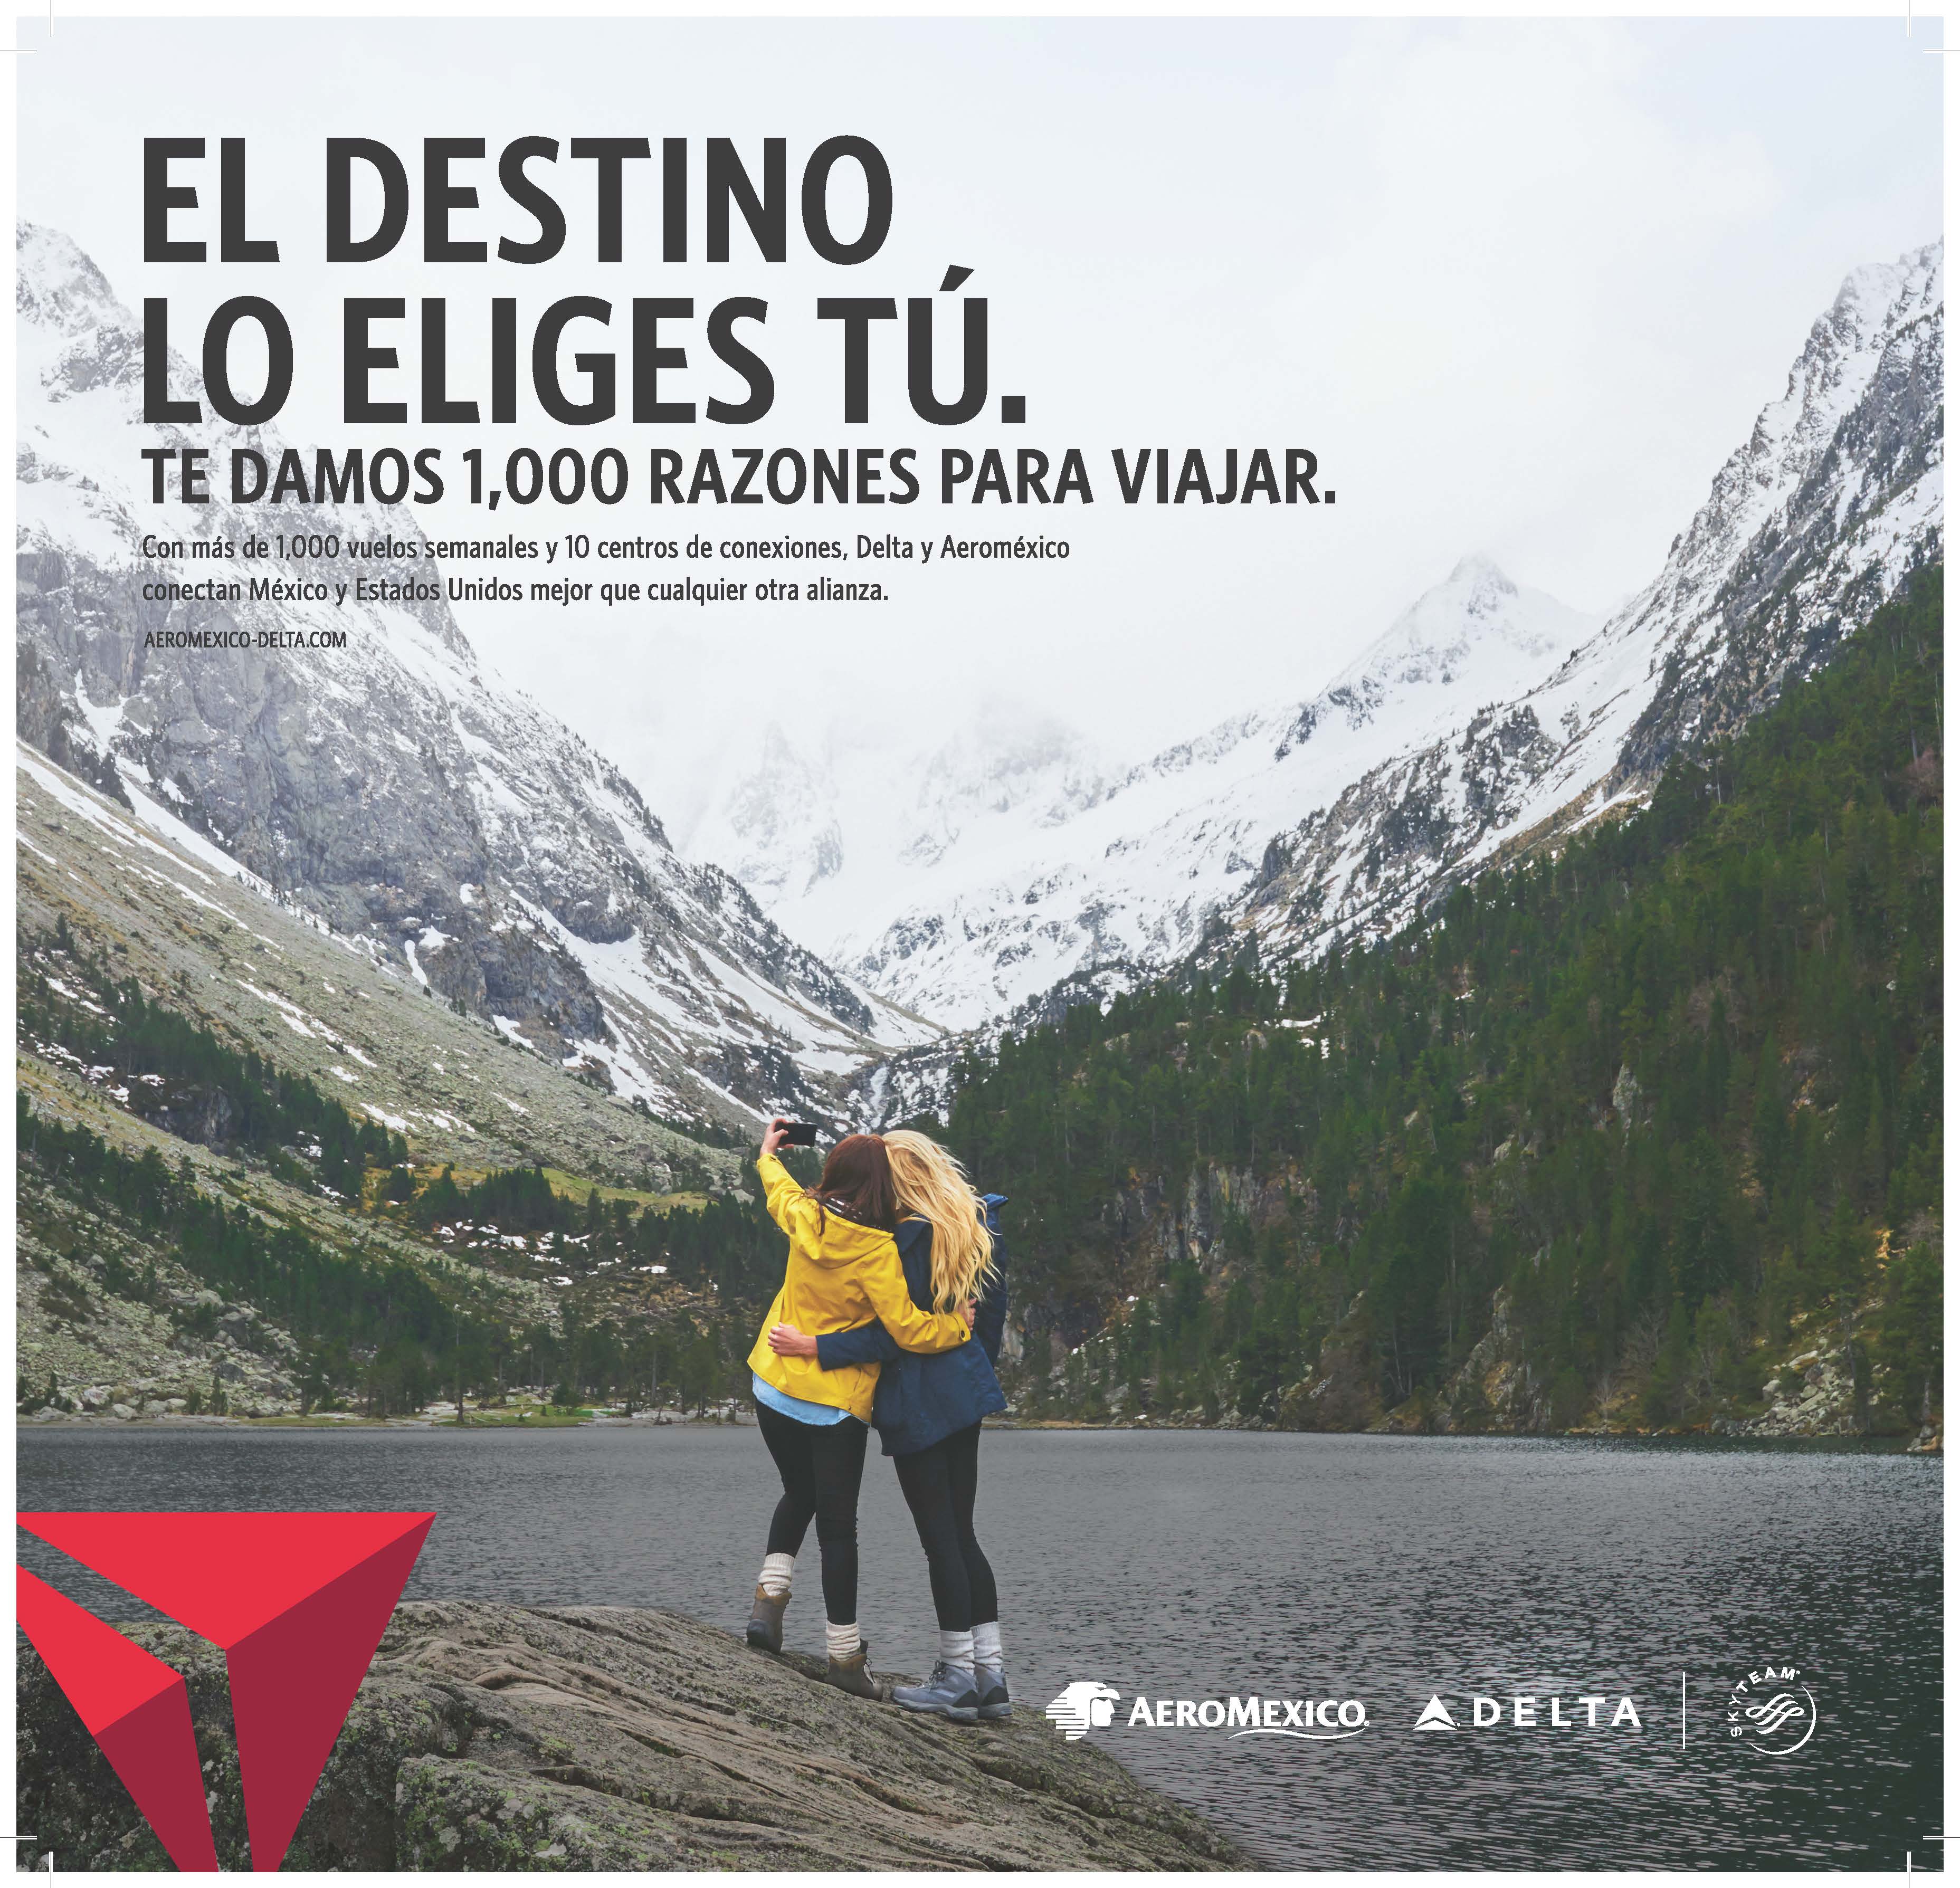 EL DESTINO
LO ELIGES TÚ.
TE DAMOS 1,000 RAZONES PARA VIAJAR.
Con más de 1,000 vuelos semanales y 10 centros de conexiones, Delta y Aeroméxico
conectan México y Estados Unidos mejor que cualquier otra alianza.
AEROMEXICO-DELTA.COM
AEROMEXICO.
DELTA
SKYTEAM